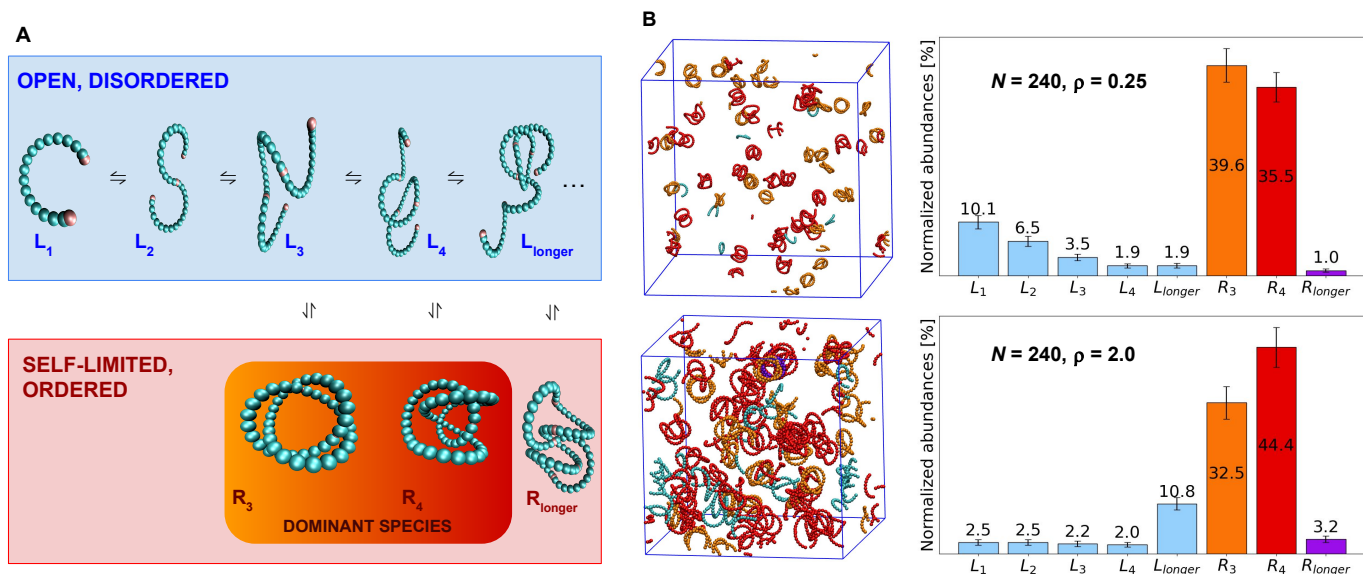 A
OPEN, DISORDERED
⇌ ⇌ ⇌ ⇌ ...
L₁ L₂ L₃ L₄ Llonger
SELF-LIMITED,
ORDERED
R₃ R₄ Rlonger
DOMINANT SPECIES
B
Normalized abundances [%]
N = 240, ρ = 0.25
10.1 6.5 3.5 1.9 1.9 39.6 35.5 1.0
L₁ L₂ L₃ L₄ Llonger R₃ R₄ Rlonger
Normalized abundances [%]
N = 240, ρ = 2.0
2.5 2.5 2.2 2.0 10.8 32.5 44.4 3.2
L₁ L₂ L₃ L₄ Llonger R₃ R₄ Rlonger